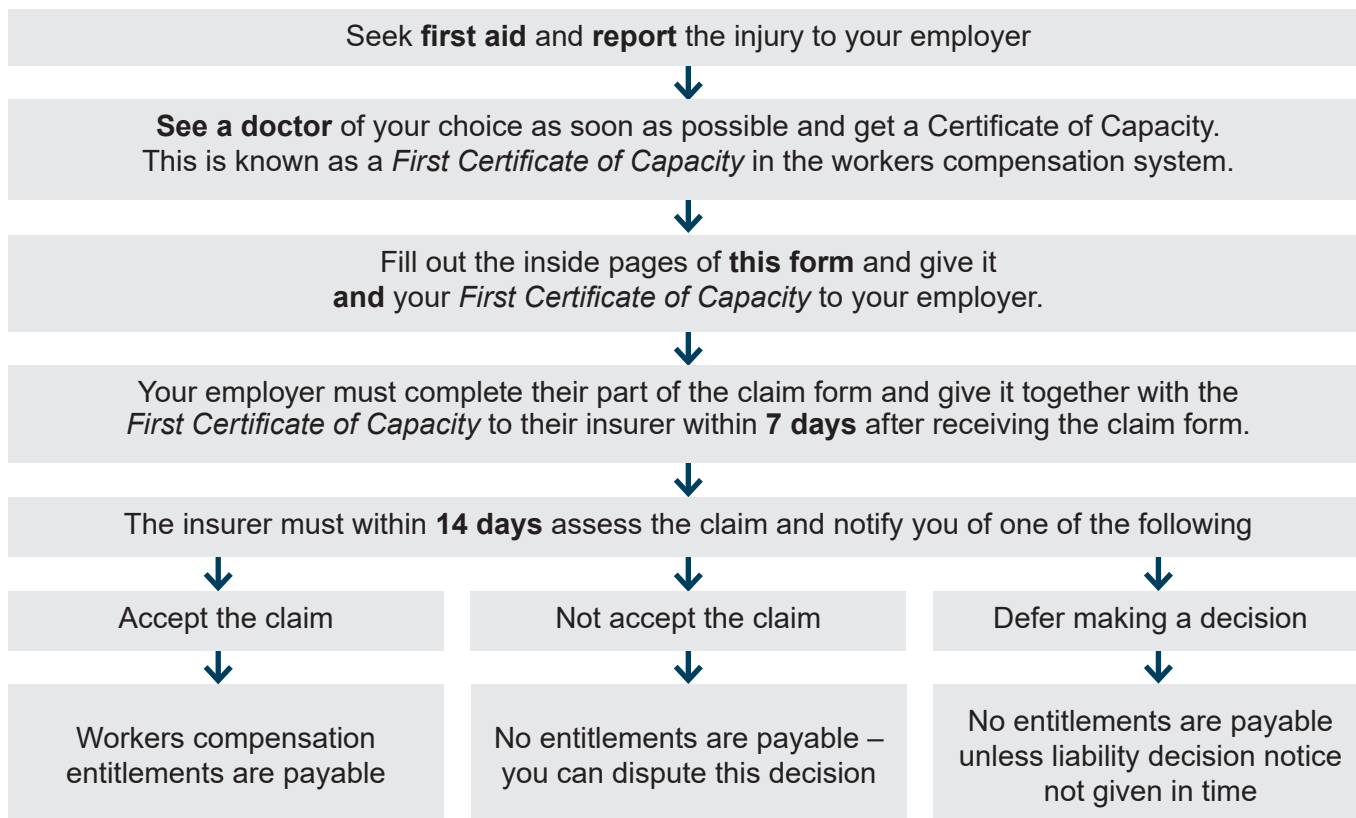 Seek first aid and report the injury to your employer
See a doctor of your choice as soon as possible and get a Certificate of Capacity.
This is known as a First Certificate of Capacity in the workers compensation system.
Fill out the inside pages of this form and give it
and your First Certificate of Capacity to your employer.
Your employer must complete their part of the claim form and give it together with the
First Certificate of Capacity to their insurer within 7 days after receiving the claim form.
The insurer must within 14 days assess the claim and notify you of one of the following
Accept the claim
Not accept the claim
Defer making a decision
Workers compensation
entitlements are payable
No entitlements are payable –
you can dispute this decision
No entitlements are payable
unless liability decision notice
not given in time